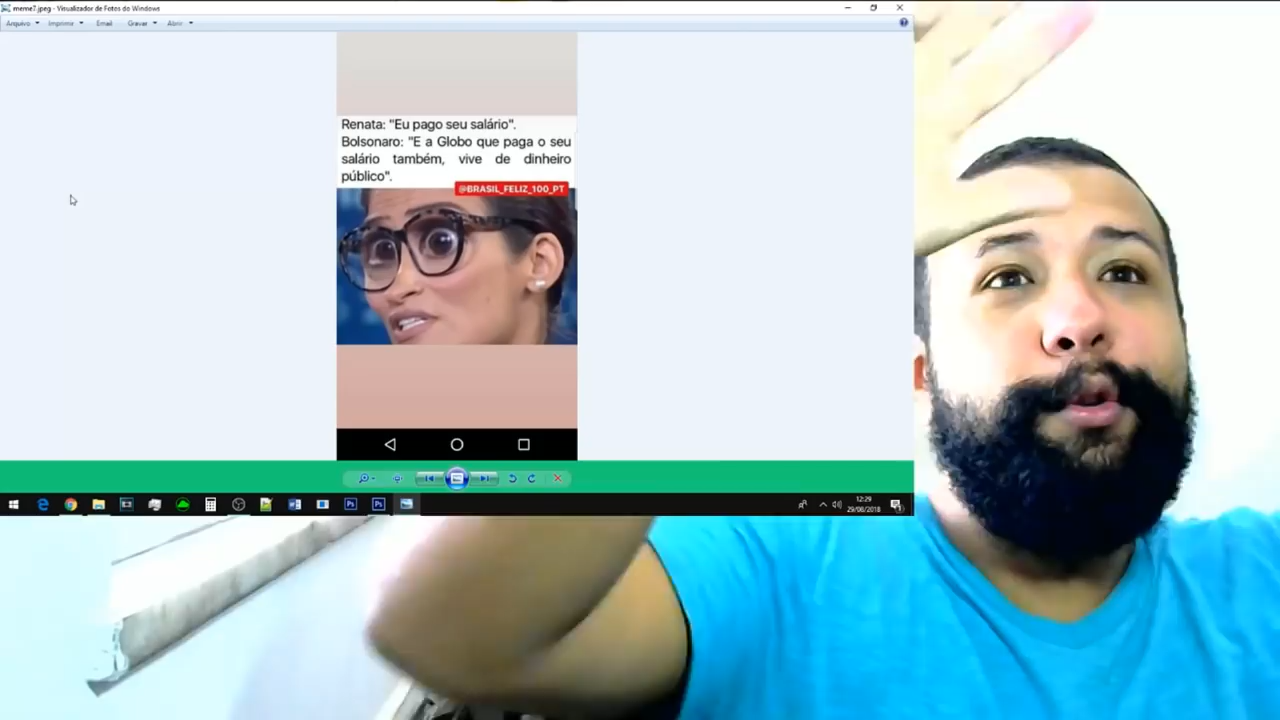 meme7.jpeg - Visualizador de Fotos do Windows
Arquivo Imprimir Email Gravar Abrir
Renata: "Eu pago seu salário".
Bolsonaro: "E a Globo que paga o seu
salário também, vive de dinheiro
público".
@BRASIL_FELIZ_100_PT
12:29
29/08/2018